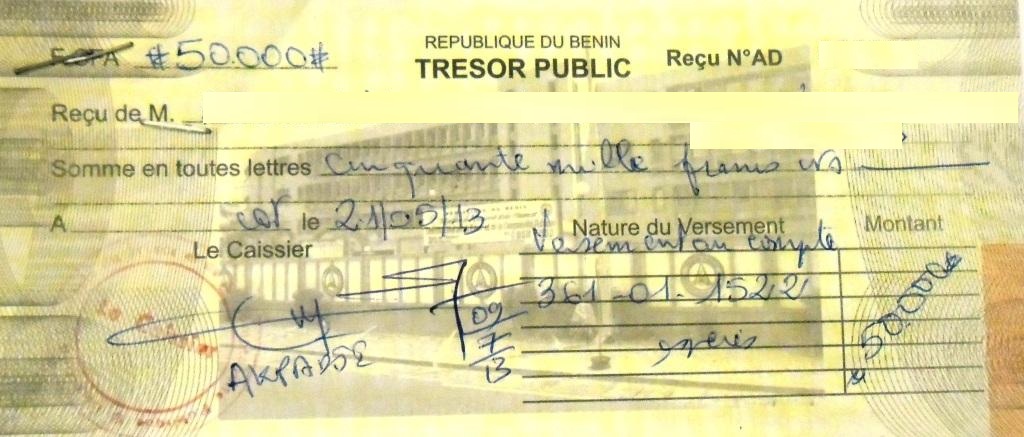 FCFA #50.000#
REPUBLIQUE DU BENIN
TRESOR PUBLIC
Reçu N°AD
Reçu de M.
Somme en toutes lettres Cinquante mille francs
A cot le 21/05/13
Le Caissier
Nature du Versement
Montant
Versement au compte
361-01-1522
espèces
#50.000#
09
7
13